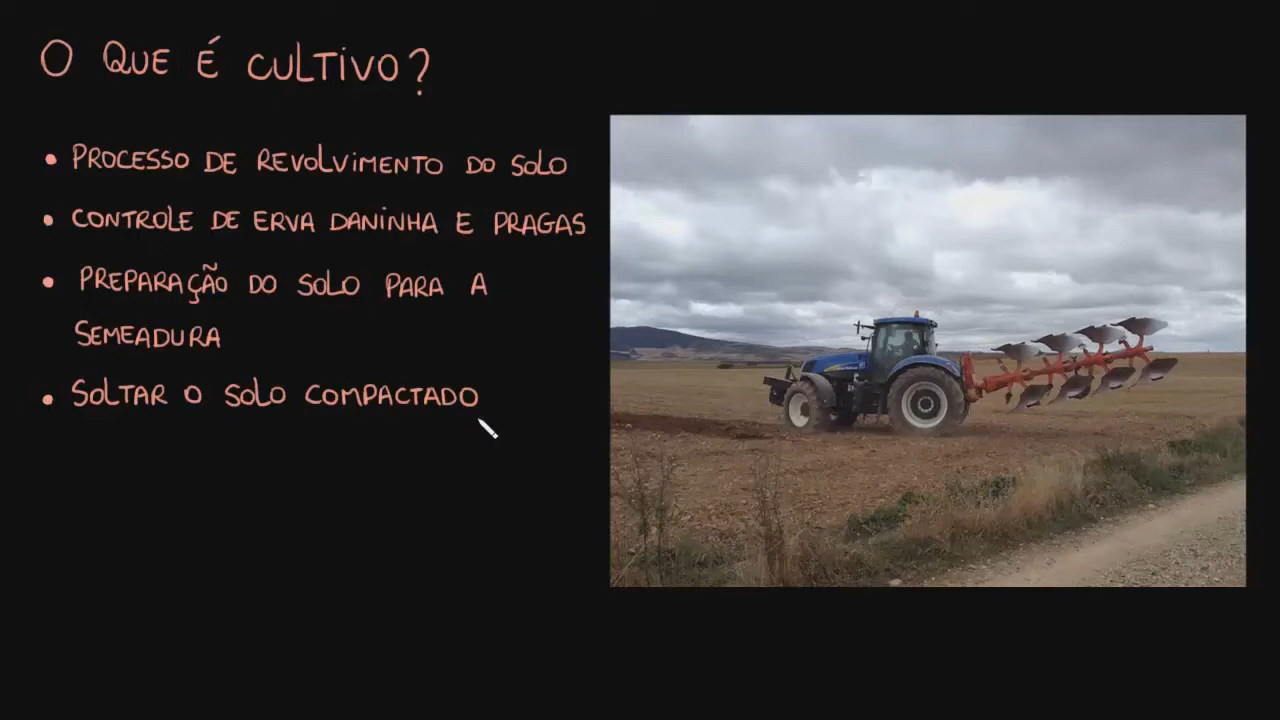 O QUE É CULTIVO?
• PROCESSO DE REVOLVIMENTO DO SOLO
• CONTROLE DE ERVA DANINHA E PRAGAS
• PREPARAÇÃO DO SOLO PARA A
SEMEADURA
• SOLTAR O SOLO COMPACTADO